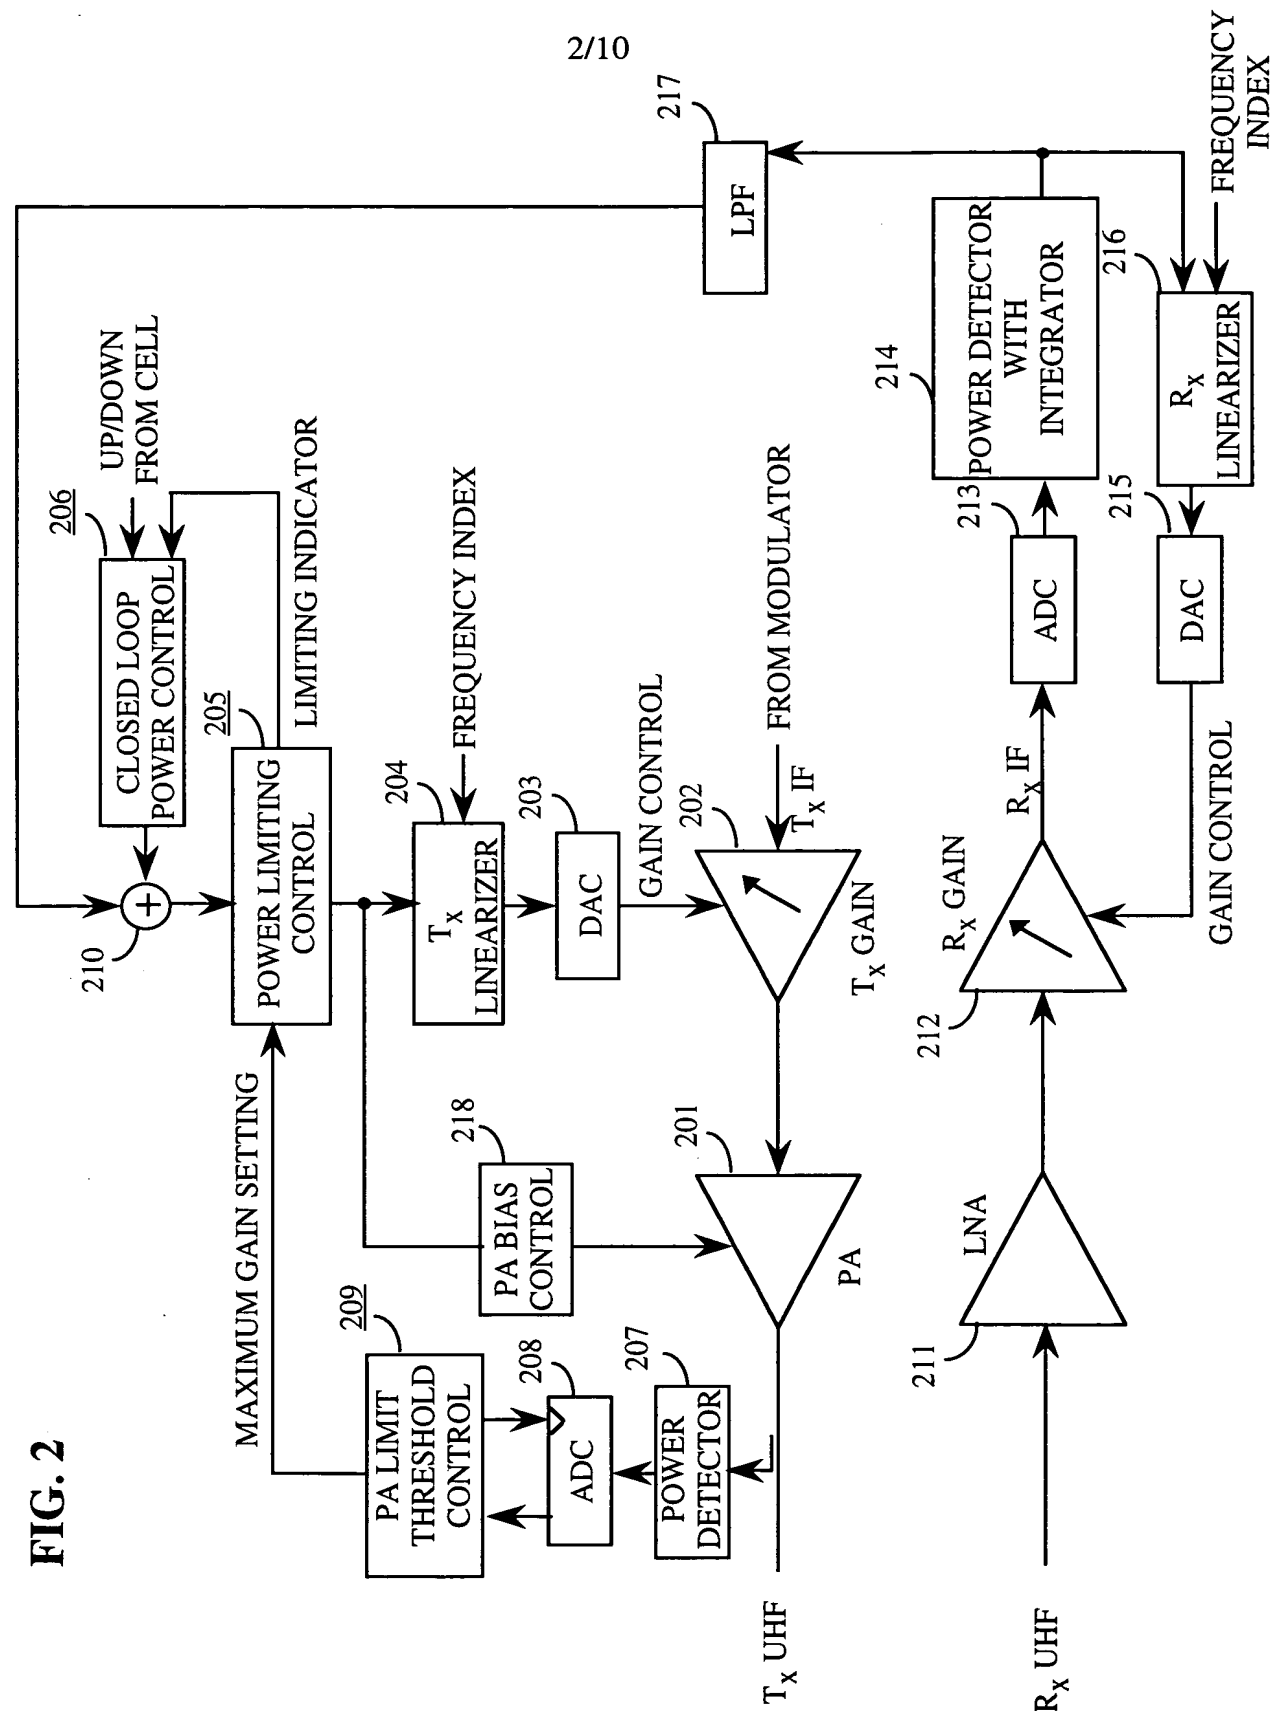 2/10
FIG. 2
UP/DOWN
FROM CELL
206
CLOSED LOOP
POWER CONTROL
210
205
POWER LIMITING
CONTROL
LIMITING INDICATOR
MAXIMUM GAIN SETTING
204
Tx
LINEARIZER
FREQUENCY INDEX
203
DAC
GAIN CONTROL
209
PA LIMIT
THRESHOLD
CONTROL
218
PA BIAS
CONTROL
208
ADC
207
POWER
DETECTOR
201
PA
202
Tx GAIN
Tx IF
FROM MODULATOR
Tx UHF
217
LPF
214
POWER DETECTOR
WITH
INTEGRATOR
213
ADC
Rx IF
Rx GAIN
212
LNA
211
Rx UHF
216
Rx
LINEARIZER
FREQUENCY
INDEX
215
DAC
GAIN CONTROL